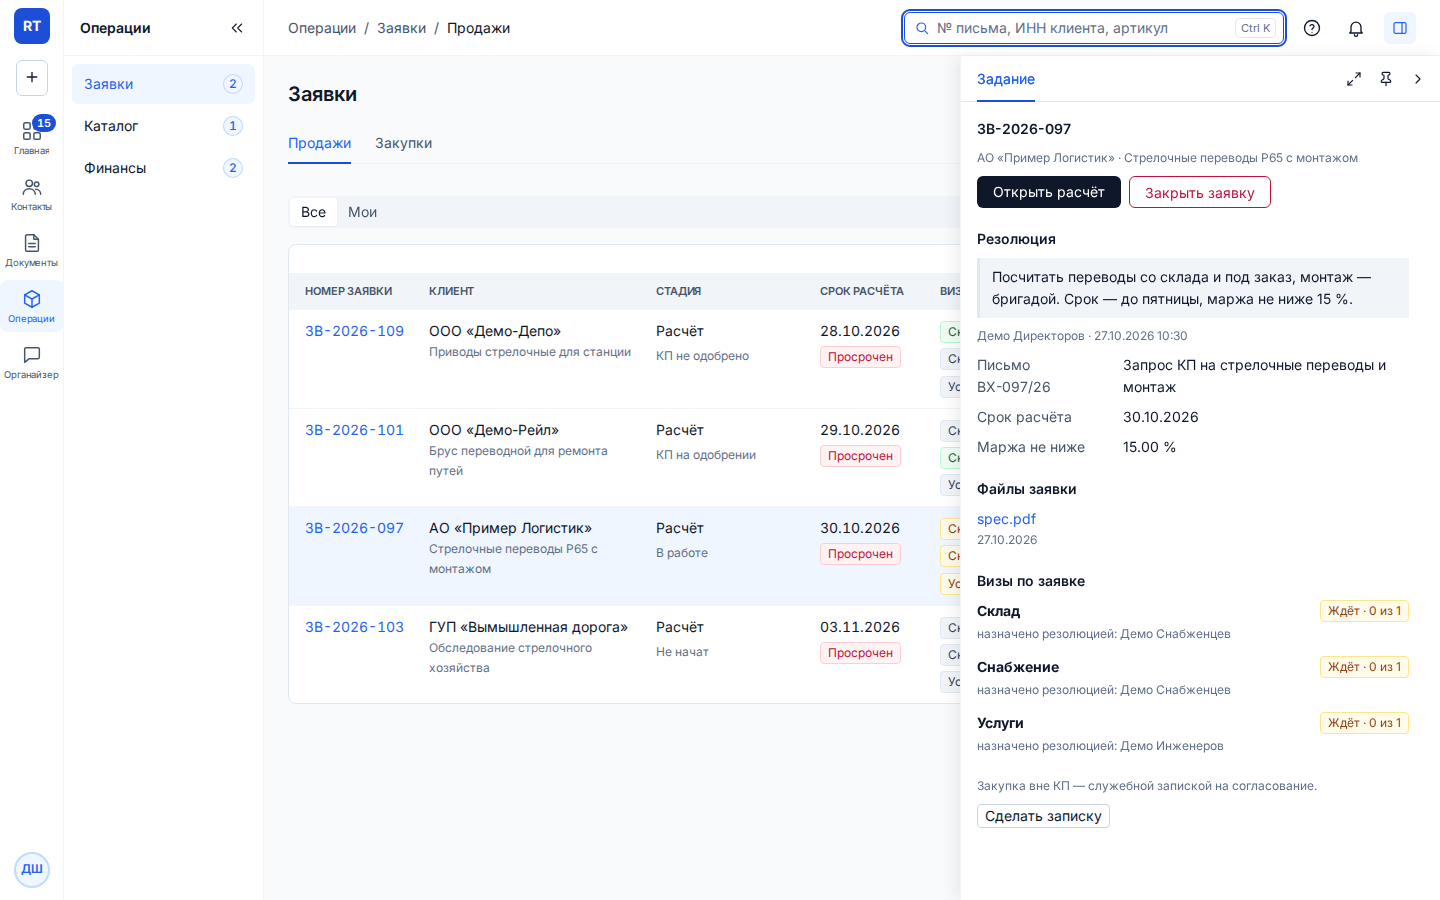 RT
Операции
Операции / Заявки / Продажи
№ письма, ИНН клиента, артикул
Ctrl K
+
15
Главная
Контакты
Документы
Операции
Органайзер
ДШ
Заявки 2
Каталог 1
Финансы 2
Заявки
Продажи Закупки
Все Мои
НОМЕР ЗАЯВКИ КЛИЕНТ СТАДИЯ СРОК РАСЧЁТА ВИЗ
ЗВ-2026-109 ООО «Демо-Депо» Расчёт 28.10.2026
Приводы стрелочные для станции КП не одобрено Просрочен
ЗВ-2026-101 ООО «Демо-Рейл» Расчёт 29.10.2026
Брус переводной для ремонта КП на одобрении Просрочен
путей
ЗВ-2026-097 АО «Пример Логистик» Расчёт 30.10.2026
Стрелочные переводы Р65 с В работе Просрочен
монтажом
ЗВ-2026-103 ГУП «Вымышленная дорога» Расчёт 03.11.2026
Обследование стрелочного Не начат Просрочен
хозяйства
Задание
ЗВ-2026-097
АО «Пример Логистик» · Стрелочные переводы Р65 с монтажом
Открыть расчёт Закрыть заявку
Резолюция
Посчитать переводы со склада и под заказ, монтаж —
бригадой. Срок — до пятницы, маржа не ниже 15 %.
Демо Директоров · 27.10.2026 10:30
Письмо Запрос КП на стрелочные переводы и
ВХ-097/26 монтаж
Срок расчёта 30.10.2026
Маржа не ниже 15.00 %
Файлы заявки
spec.pdf
27.10.2026
Визы по заявке
Склад Ждёт · 0 из 1
назначено резолюцией: Демо Снабженцев
Снабжение Ждёт · 0 из 1
назначено резолюцией: Демо Снабженцев
Услуги Ждёт · 0 из 1
назначено резолюцией: Демо Инженеров
Закупка вне КП — служебной запиской на согласование.
Сделать записку